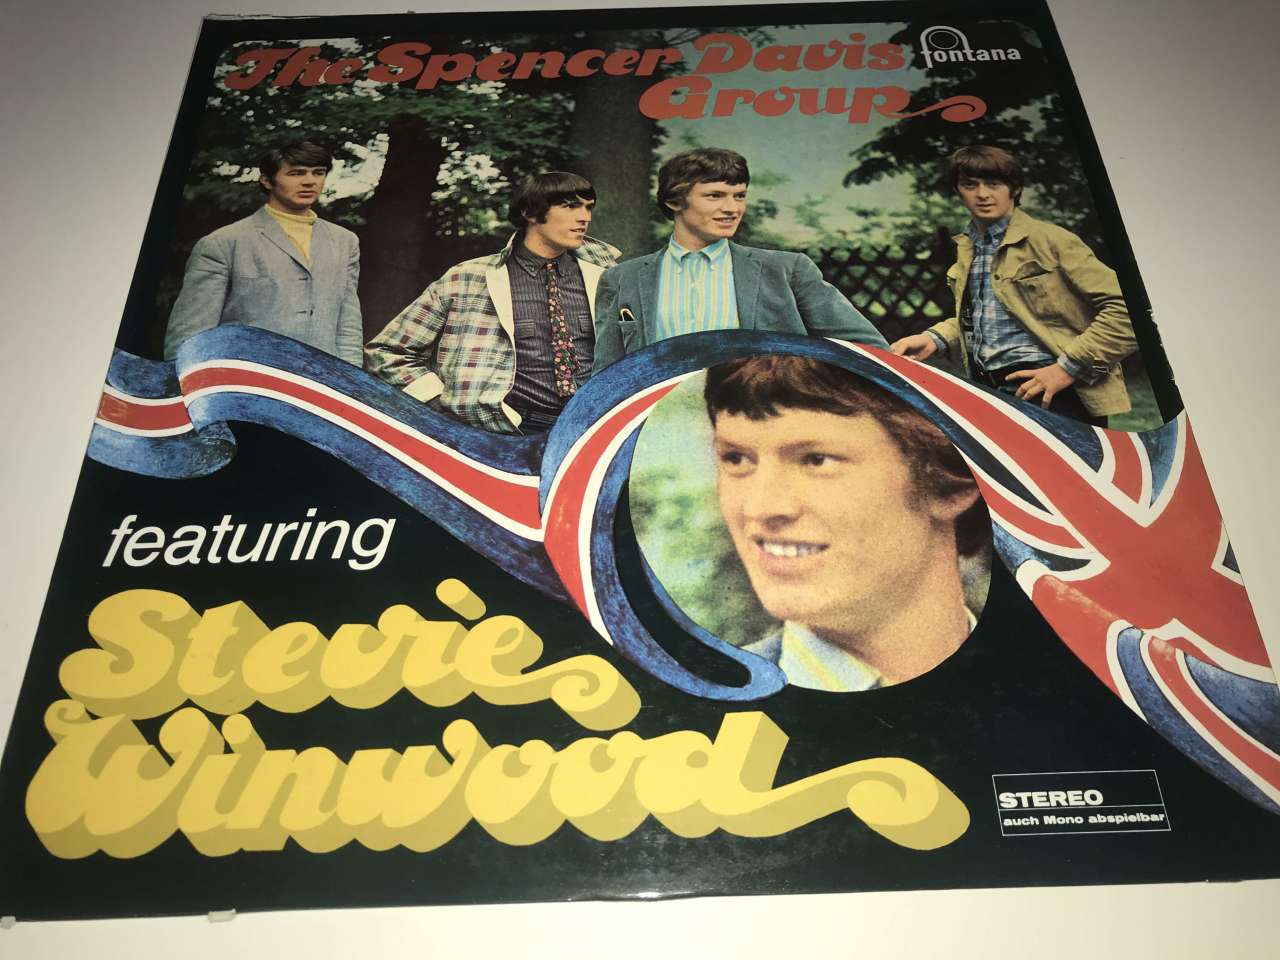 The Spencer Davis
Group
fontana
featuring
Stevie
Winwood
STEREO
auch Mono abspielbar